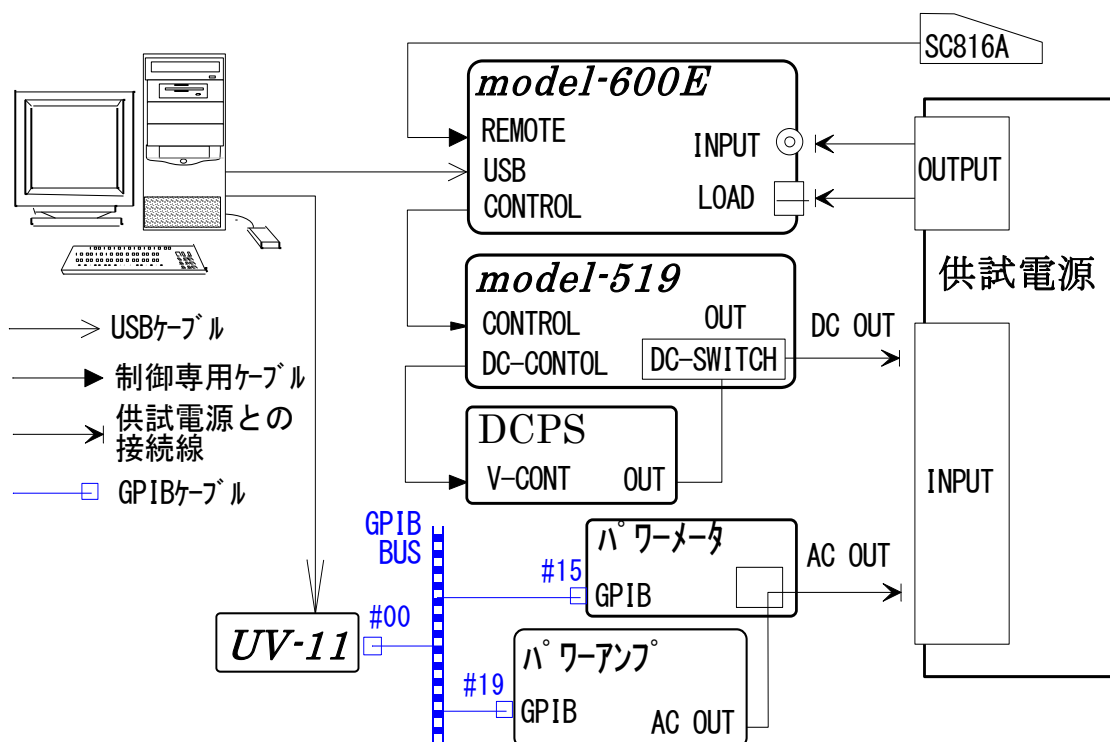 SC816A
model-600E
REMOTE
INPUT
USB
LOAD
CONTROL
OUTPUT
供試電源
model-519
CONTROL
OUT
DC OUT
DC-CONTOL
DC-SWITCH
USBｹｰﾌﾞﾙ
制御専用ｹｰﾌﾞﾙ
供試電源との
接続線
GPIBｹｰﾌﾞﾙ
DCPS
V-CONT
OUT
INPUT
GPIB
BUS
ﾊﾟﾜｰﾒｰﾀ
AC OUT
#15
GPIB
#00
UV-11
ﾊﾟﾜｰｱﾝﾌﾟ
#19
GPIB
AC OUT